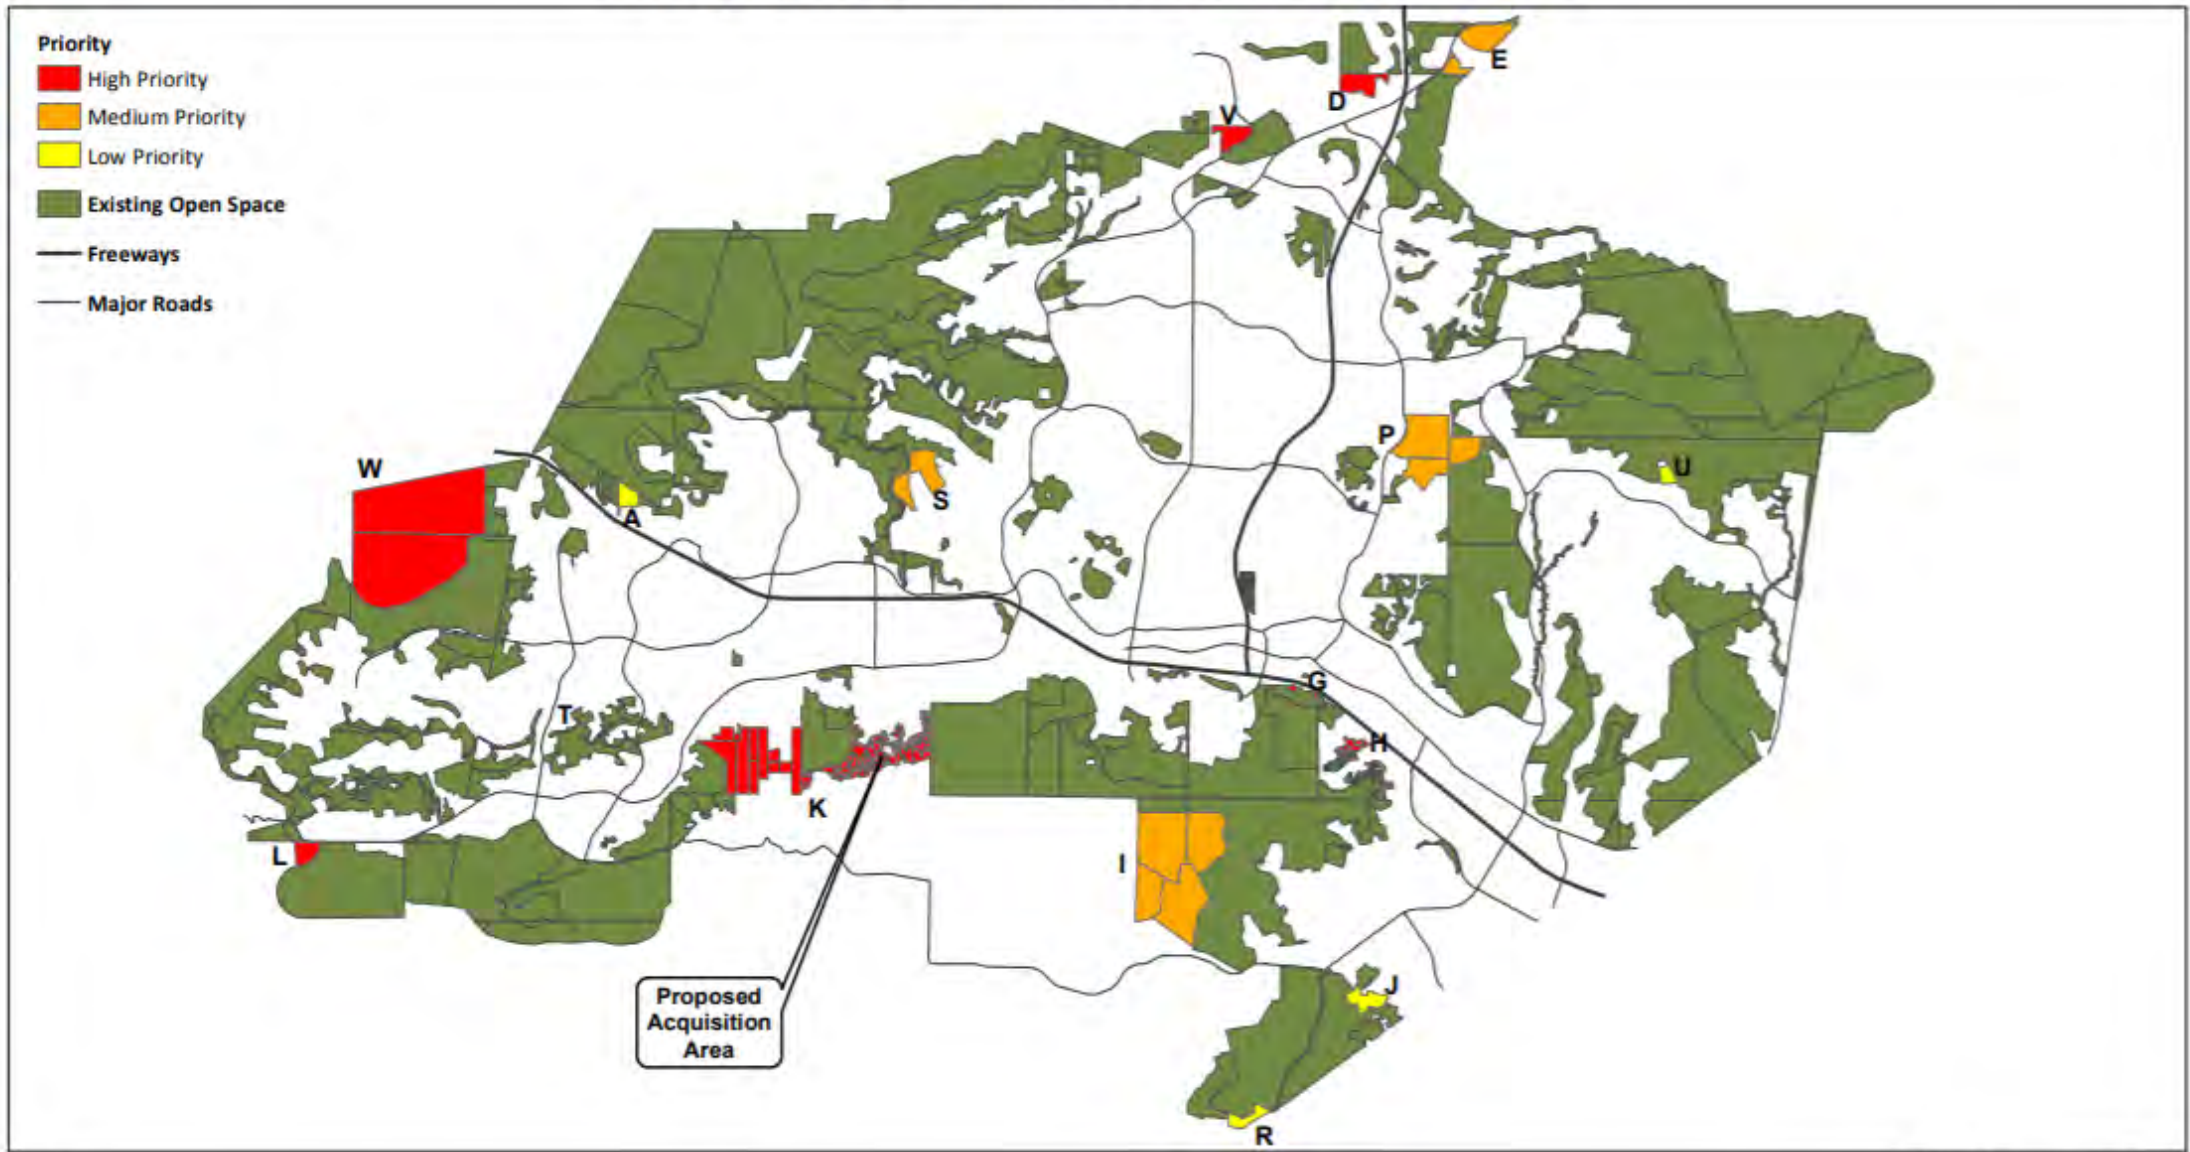 Priority
High Priority
Medium Priority
Low Priority
Existing Open Space
Freeways
Major Roads
E
D
V
P
W
U
S
A
G
T
H
K
L
I
J
Proposed
Acquisition
Area
R